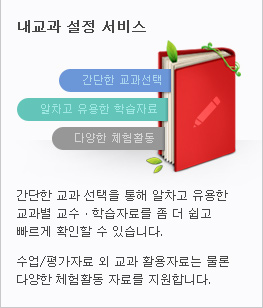 내교과 설정 서비스
간단한 교과선택
알차고 유용한 학습자료
다양한 체험활동
간단한 교과 선택을 통해 알차고 유용한
교과별 교수 · 학습자료를 좀 더 쉽고
빠르게 확인할 수 있습니다.
수업/평가자료 외 교과 활용자료는 물론
다양한 체험활동 자료를 지원합니다.